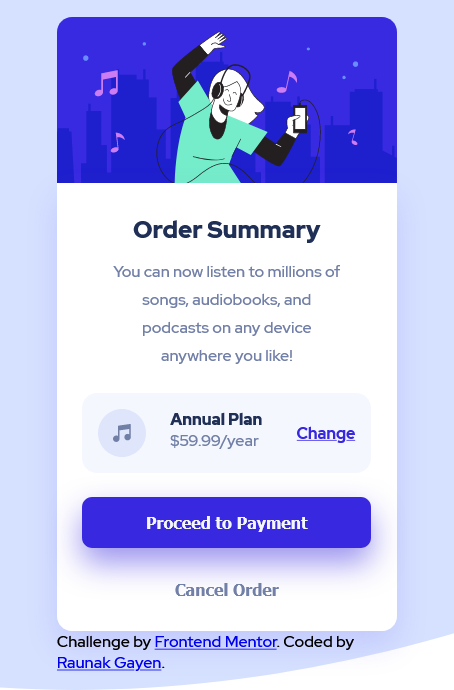 Order Summary
You can now listen to millions of
songs, audiobooks, and
podcasts on any device
anywhere you like!
Annual Plan
$59.99/year
Change
Proceed to Payment
Cancel Order
Challenge by Frontend Mentor. Coded by
Raunak Gayen.